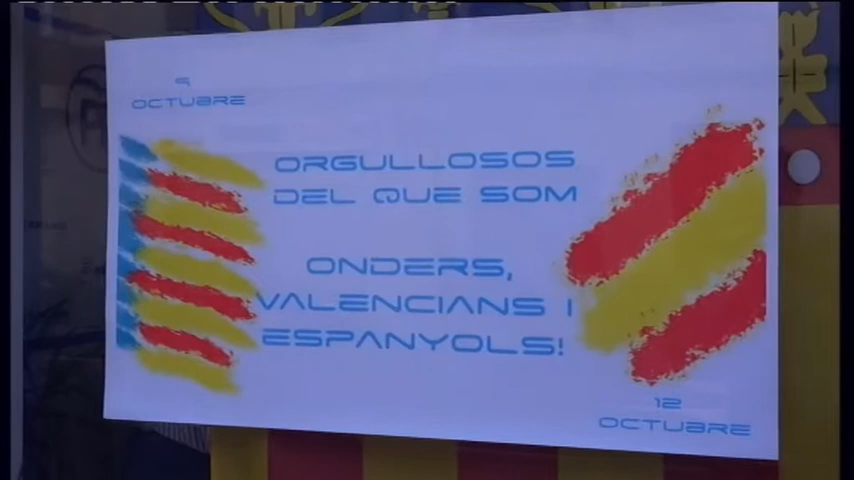 9
OCTUBRE
ORGULLOSOS
DEL QUE SOM
ONDERS,
VALENCIANS I
ESPANYOLS!
12
OCTUBRE